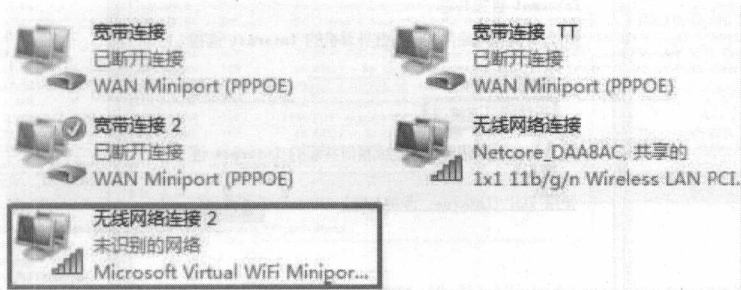 宽带连接
已断开连接
WAN Miniport (PPPOE)
宽带连接 TT
已断开连接
WAN Miniport (PPPOE)
宽带连接 2
已断开连接
WAN Miniport (PPPOE)
无线网络连接
Netcore_DAA8AC, 共享的
1x1 11b/g/n Wireless LAN PCI.
无线网络连接 2
未识别的网络
Microsoft Virtual WiFi Minipor...